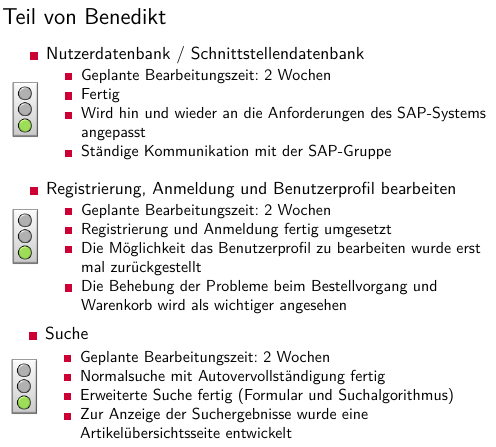 Teil von Benedikt
Nutzerdatenbank / Schnittstellendatenbank
Geplante Bearbeitungszeit: 2 Wochen
Fertig
Wird hin und wieder an die Anforderungen des SAP-Systems
angepasst
Ständige Kommunikation mit der SAP-Gruppe
Registrierung, Anmeldung und Benutzerprofil bearbeiten
Geplante Bearbeitungszeit: 2 Wochen
Registrierung und Anmeldung fertig umgesetzt
Die Möglichkeit das Benutzerprofil zu bearbeiten wurde erst
mal zurückgestellt
Die Behebung der Probleme beim Bestellvorgang und
Warenkorb wird als wichtiger angesehen
Suche
Geplante Bearbeitungszeit: 2 Wochen
Normalsuche mit Autovervollständigung fertig
Erweiterte Suche fertig (Formular und Suchalgorithmus)
Zur Anzeige der Suchergebnisse wurde eine
Artikelübersichtsseite entwickelt